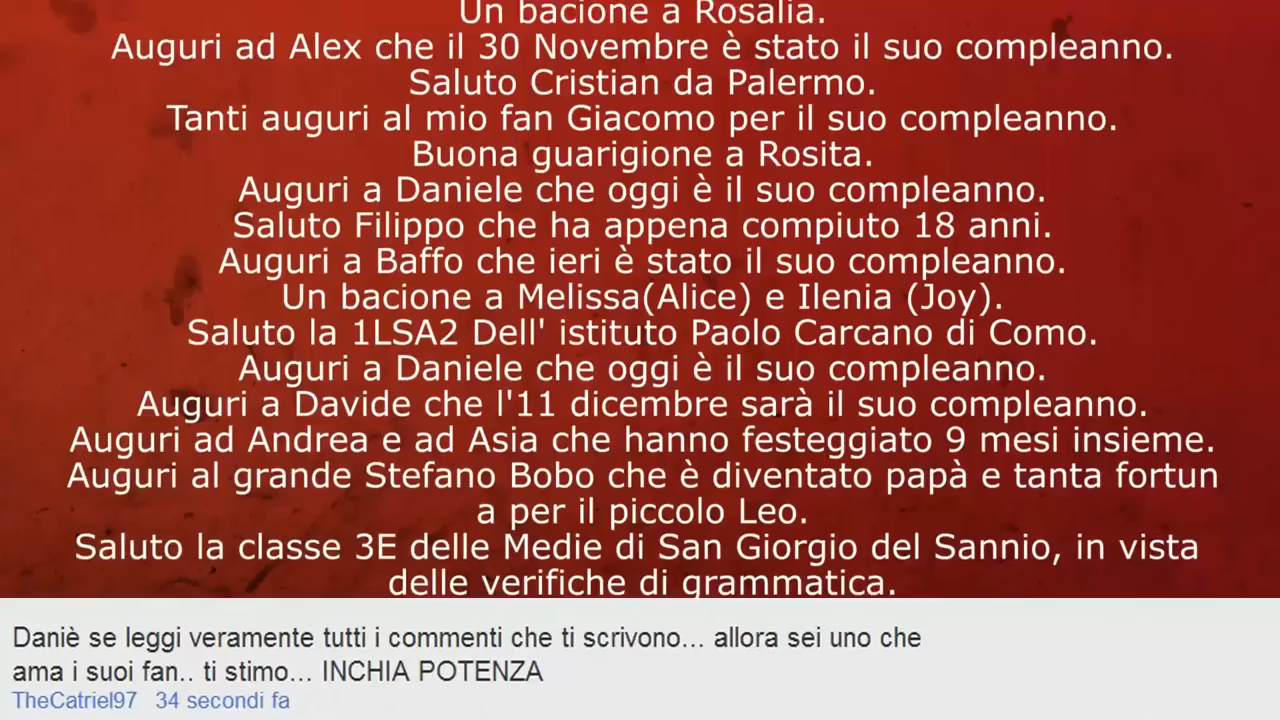 Un bacione a Rosalia.
Auguri ad Alex che il 30 Novembre è stato il suo compleanno.
Saluto Cristian da Palermo.
Tanti auguri al mio fan Giacomo per il suo compleanno.
Buona guarigione a Rosita.
Auguri a Daniele che oggi è il suo compleanno.
Saluto Filippo che ha appena compiuto 18 anni.
Auguri a Baffo che ieri è stato il suo compleanno.
Un bacione a Melissa(Alice) e Ilenia (Joy).
Saluto la 1LSA2 Dell' istituto Paolo Carcano di Como.
Auguri a Daniele che oggi è il suo compleanno.
Auguri a Davide che l'11 dicembre sarà il suo compleanno.
Auguri ad Andrea e ad Asia che hanno festeggiato 9 mesi insieme.
Auguri al grande Stefano Bobo che è diventato papà e tanta fortun
a per il piccolo Leo.
Saluto la classe 3E delle Medie di San Giorgio del Sannio, in vista
delle verifiche di grammatica.
Daniè se leggi veramente tutti i commenti che ti scrivono... allora sei uno che
ama i suoi fan.. ti stimo... INCHIA POTENZA
TheCatriel97 34 secondi fa